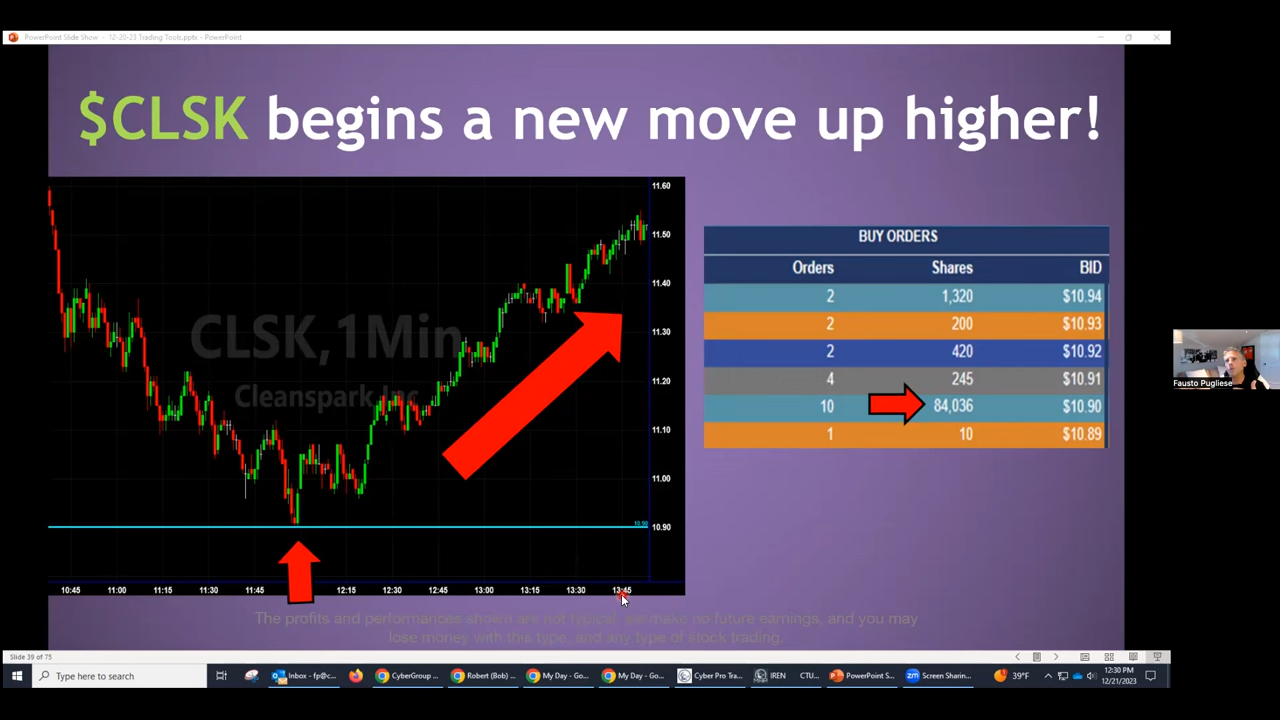 PowerPoint Slide Show - 12-20-23 Trading Tools.pptx - PowerPoint
$CLSK begins a new move up higher!
CLSK,1Min
Cleanspark Inc
11.60
11.50
11.40
11.30
11.20
11.10
11.00
10.90
10.90
10:45 11:00 11:15 11:30 11:45 12:15 12:30 12:45 13:00 13:15 13:30 13:45
BUY ORDERS
Orders Shares BID
2 1,320 $10.94
2 200 $10.93
2 420 $10.92
4 245 $10.91
10 84,036 $10.90
1 10 $10.89
Fausto Pugliese
The profits and performances shown are not typical, we make no future earnings, and you may
lose money with this type, and any type of stock trading.
Slide 39 of 75
Type here to search
Inbox - fp@c...
CyberGroup ...
Robert (Bob) ...
My Day - Go...
My Day - Go...
Cyber Pro Tra...
IREN
CTU...
PowerPoint S...
Screen Sharin...
39°F
12:30 PM
12/21/2023